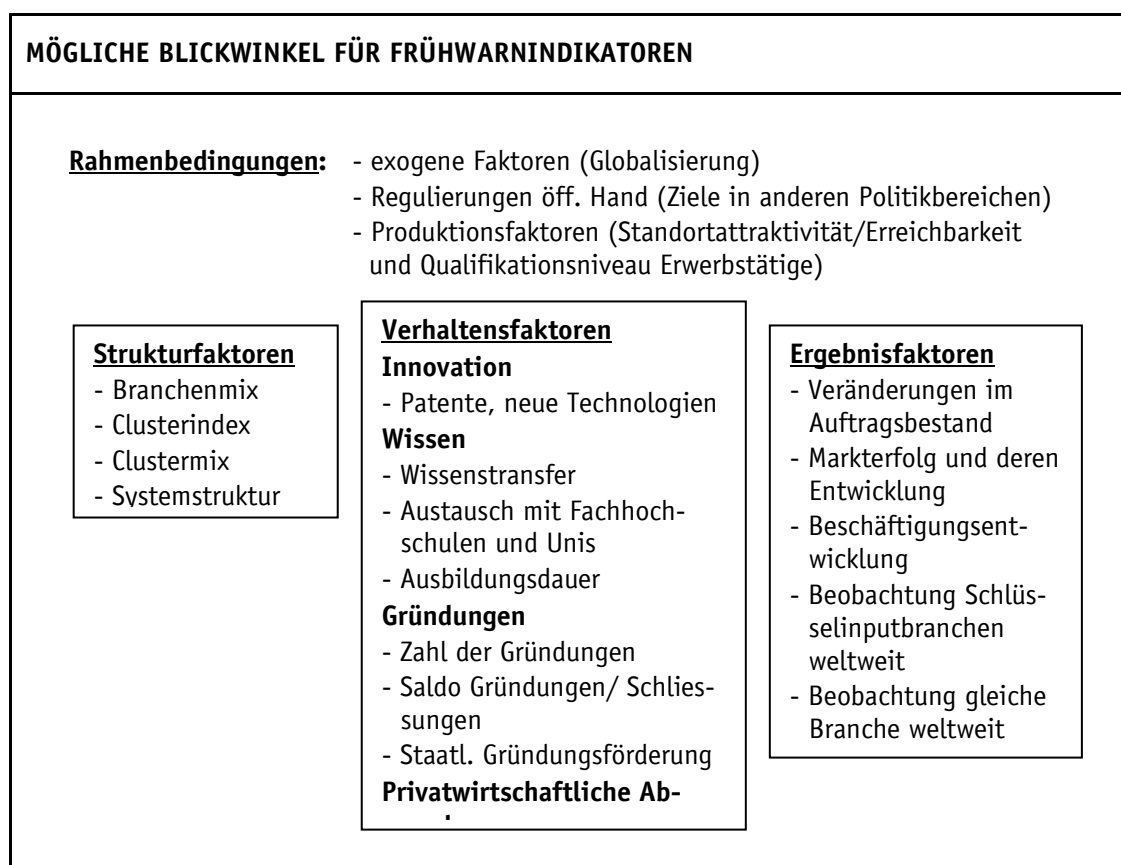 MÖGLICHE BLICKWINKEL FÜR FRÜHWARNINDIKATOREN
Rahmenbedingungen: - exogene Faktoren (Globalisierung)
- Regulierungen öff. Hand (Ziele in anderen Politikbereichen)
- Produktionsfaktoren (Standortattraktivität/Erreichbarkeit
und Qualifikationsniveau Erwerbstätige)
Strukturfaktoren
- Branchenmix
- Clusterindex
- Clustermix
- Systemstruktur
Verhaltensfaktoren
Innovation
- Patente, neue Technologien
Wissen
- Wissenstransfer
- Austausch mit Fachhoch-
schulen und Unis
- Ausbildungsdauer
Gründungen
- Zahl der Gründungen
- Saldo Gründungen/ Schlies-
sungen
- Staatl. Gründungsförderung
Privatwirtschaftliche Ab-
Ergebnisfaktoren
- Veränderungen im
Auftragsbestand
- Markterfolg und deren
Entwicklung
- Beschäftigungsent-
wicklung
- Beobachtung Schlüs-
selinputbranchen
weltweit
- Beobachtung gleiche
Branche weltweit